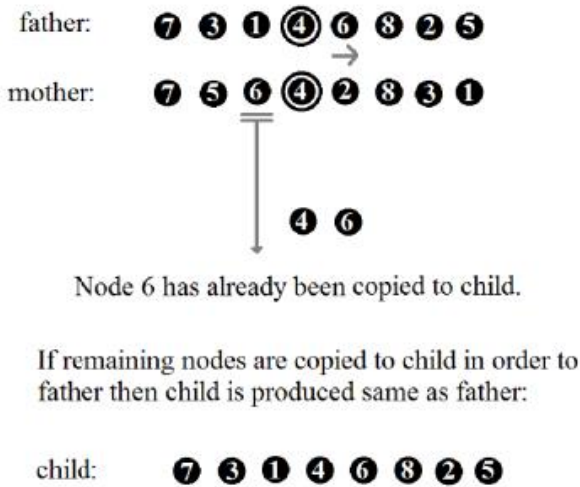 father: 7 3 1 4 6 8 2 5
mother: 7 5 6 4 2 8 3 1
4 6
Node 6 has already been copied to child.
If remaining nodes are copied to child in order to
father then child is produced same as father:
child: 7 3 1 4 6 8 2 5